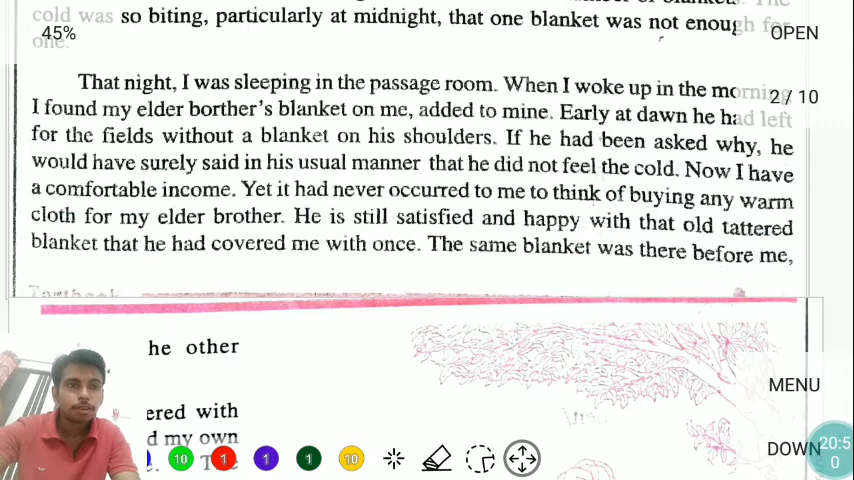 cold was so biting, particularly at midnight, that one blanket was not enough for
one.
45%
OPEN
That night, I was sleeping in the passage room. When I woke up in the morning
2 / 10
I found my elder borther's blanket on me, added to mine. Early at dawn he had left
for the fields without a blanket on his shoulders. If he had been asked why, he
would have surely said in his usual manner that he did not feel the cold. Now I have
a comfortable income. Yet it had never occurred to me to think of buying any warm
cloth for my elder brother. He is still satisfied and happy with that old tattered
blanket that he had covered me with once. The same blanket was there before me,
he other
MENU
ered with
d my own
DOWN
20:5
0
10
1
1
1
10